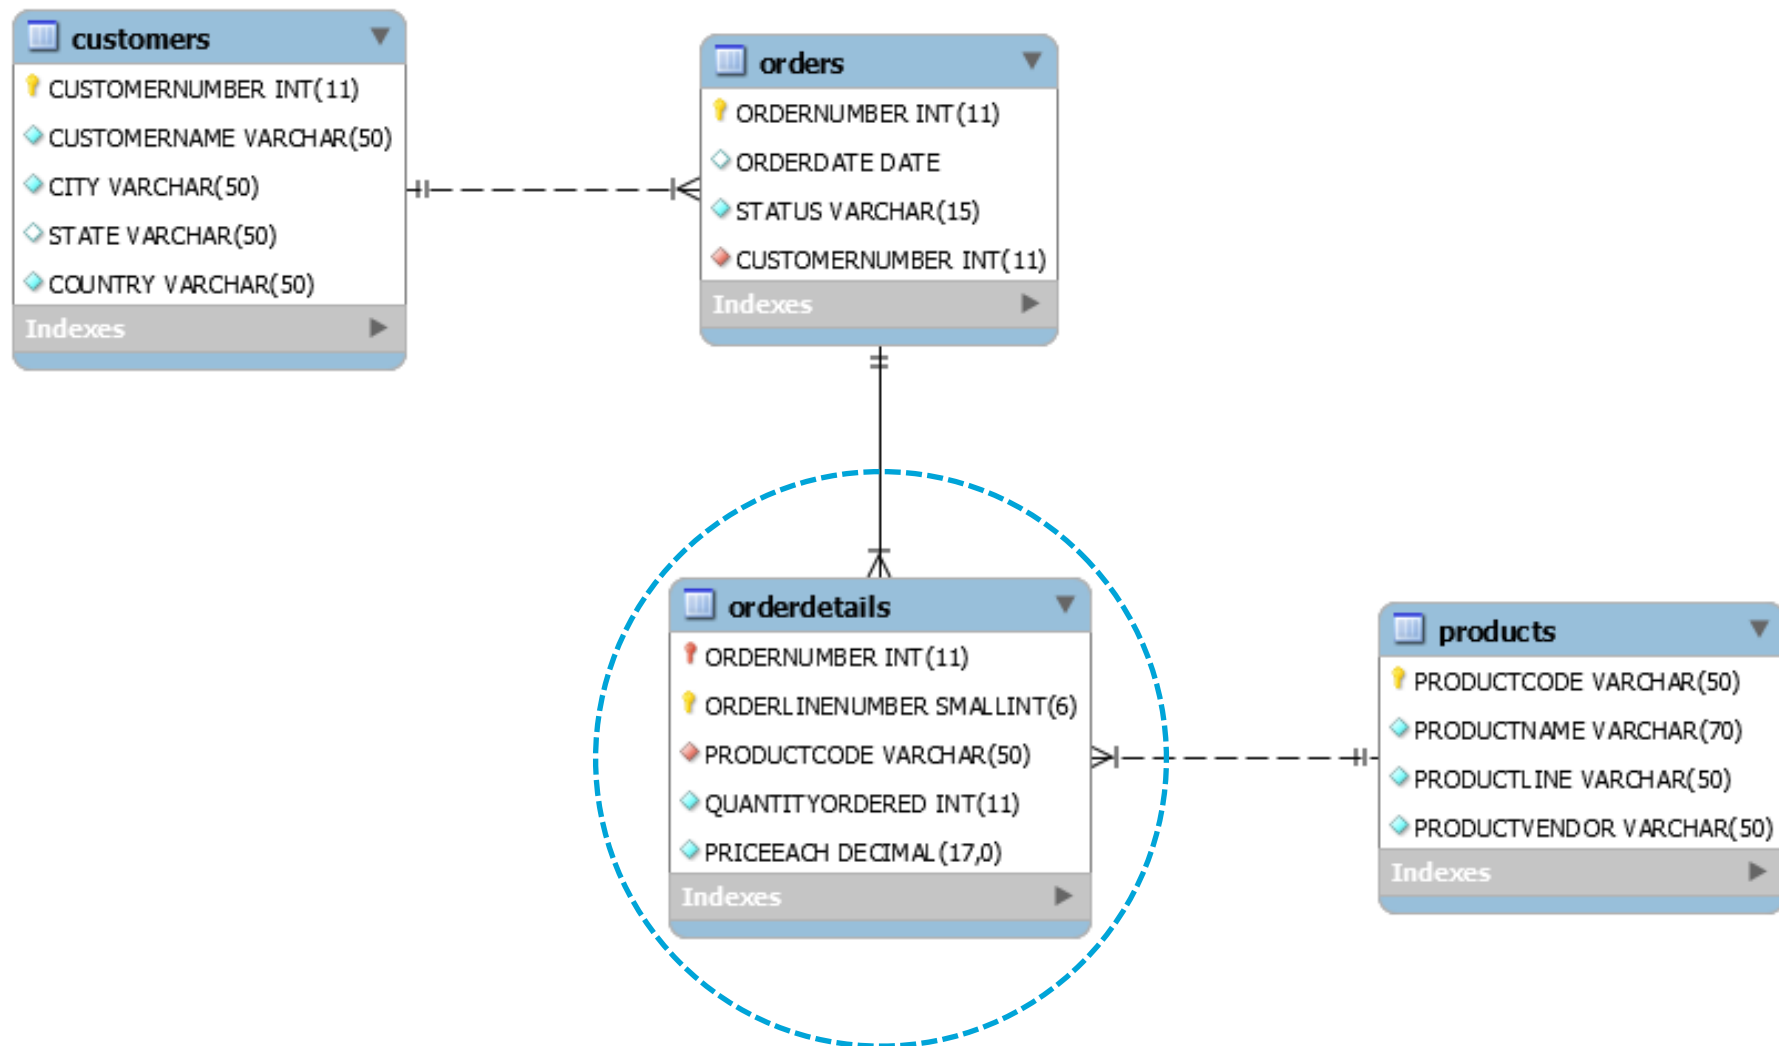 customers
CUSTOMERNUMBER INT(11)
CUSTOMERNAME VARCHAR(50)
CITY VARCHAR(50)
STATE VARCHAR(50)
COUNTRY VARCHAR(50)
Indexes
orders
ORDERNUMBER INT(11)
ORDERDATE DATE
STATUS VARCHAR(15)
CUSTOMERNUMBER INT(11)
Indexes
orderdetails
ORDERNUMBER INT(11)
ORDERLINENUMBER SMALLINT(6)
PRODUCTCODE VARCHAR(50)
QUANTITYORDERED INT(11)
PRICEEACH DECIMAL(17,0)
Indexes
products
PRODUCTCODE VARCHAR(50)
PRODUCTNAME VARCHAR(70)
PRODUCTLINE VARCHAR(50)
PRODUCTVENDOR VARCHAR(50)
Indexes